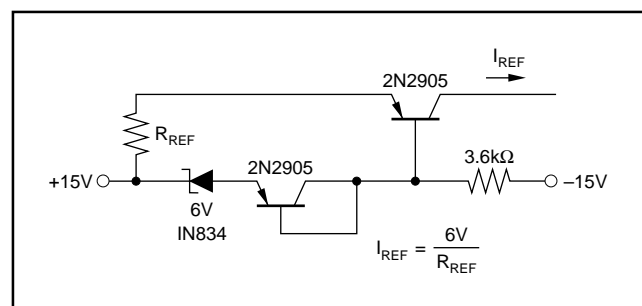 I_REF
2N2905
R_REF
2N2905
3.6kΩ
+15V
–15V
6V
IN834
I_REF = 6V / R_REF